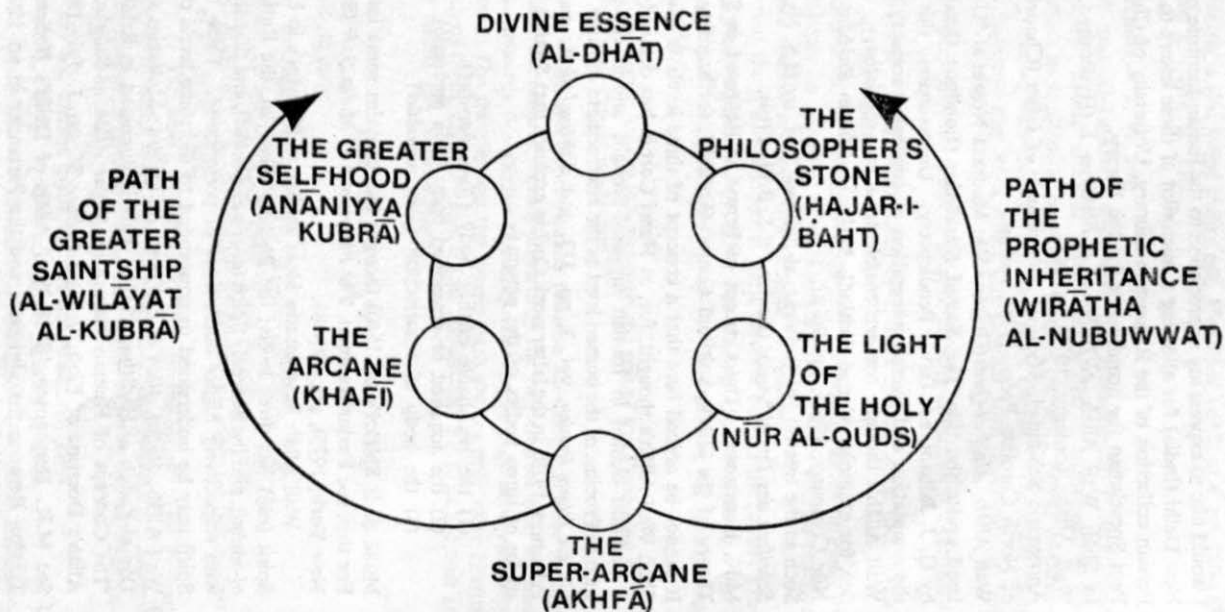 DIVINE ESSENCE
(AL-DHĀT)
THE GREATER
SELFHOOD
(ANĀNIYYA
KUBRĀ)
THE
PHILOSOPHER S
STONE
(ḤAJAR-I-
BAHT)
PATH
OF THE
GREATER
SAINTSHIP
(AL-WILĀYAT
AL-KUBRĀ)
PATH OF
THE
PROPHETIC
INHERITANCE
(WIRĀTHA
AL-NUBUWWAT)
THE
ARCANE
(KHAFĪ)
THE LIGHT
OF
THE HOLY
(NŪR AL-QUDS)
THE
SUPER-ARCANE
(AKHFĀ)